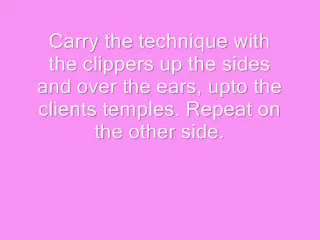 Carry the technique with
the clippers up the sides
and over the ears, upto the
clients temples. Repeat on
the other side.